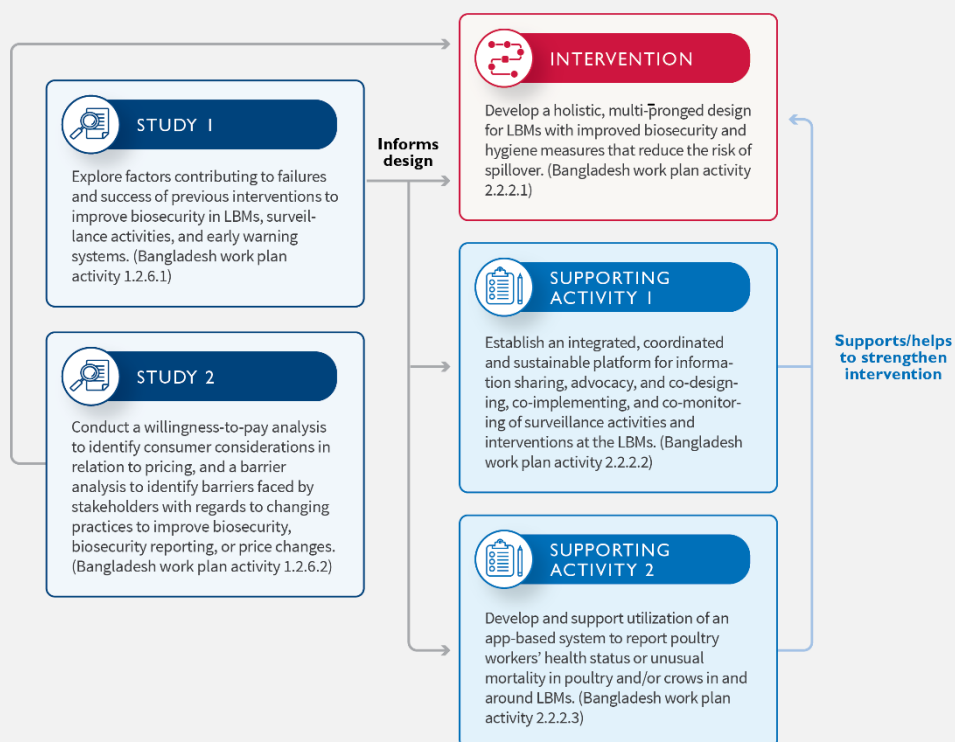 STUDY 1
Explore factors contributing to failures
and success of previous interventions to
improve biosecurity in LBMs, surveil-
lance activities, and early warning
systems. (Bangladesh work plan
activity 1.2.6.1)
STUDY 2
Conduct a willingness-to-pay analysis
to identify consumer considerations in
relation to pricing, and a barrier
analysis to identify barriers faced by
stakeholders with regards to changing
practices to improve biosecurity,
biosecurity reporting, or price changes.
(Bangladesh work plan activity 1.2.6.2)
Informs
design
INTERVENTION
Develop a holistic, multi-pronged design
for LBMs with improved biosecurity and
hygiene measures that reduce the risk of
spillover. (Bangladesh work plan activity
2.2.2.1)
SUPPORTING
ACTIVITY 1
Establish an integrated, coordinated
and sustainable platform for informa-
tion sharing, advocacy, and co-design-
ing, co-implementing, and co-monitor-
ing of surveillance activities and
interventions at the LBMs. (Bangladesh
work plan activity 2.2.2.2)
SUPPORTING
ACTIVITY 2
Develop and support utilization of an
app-based system to report poultry
workers' health status or unusual
mortality in poultry and/or crows in and
around LBMs. (Bangladesh work plan
activity 2.2.2.3)
Supports/helps
to strengthen
intervention